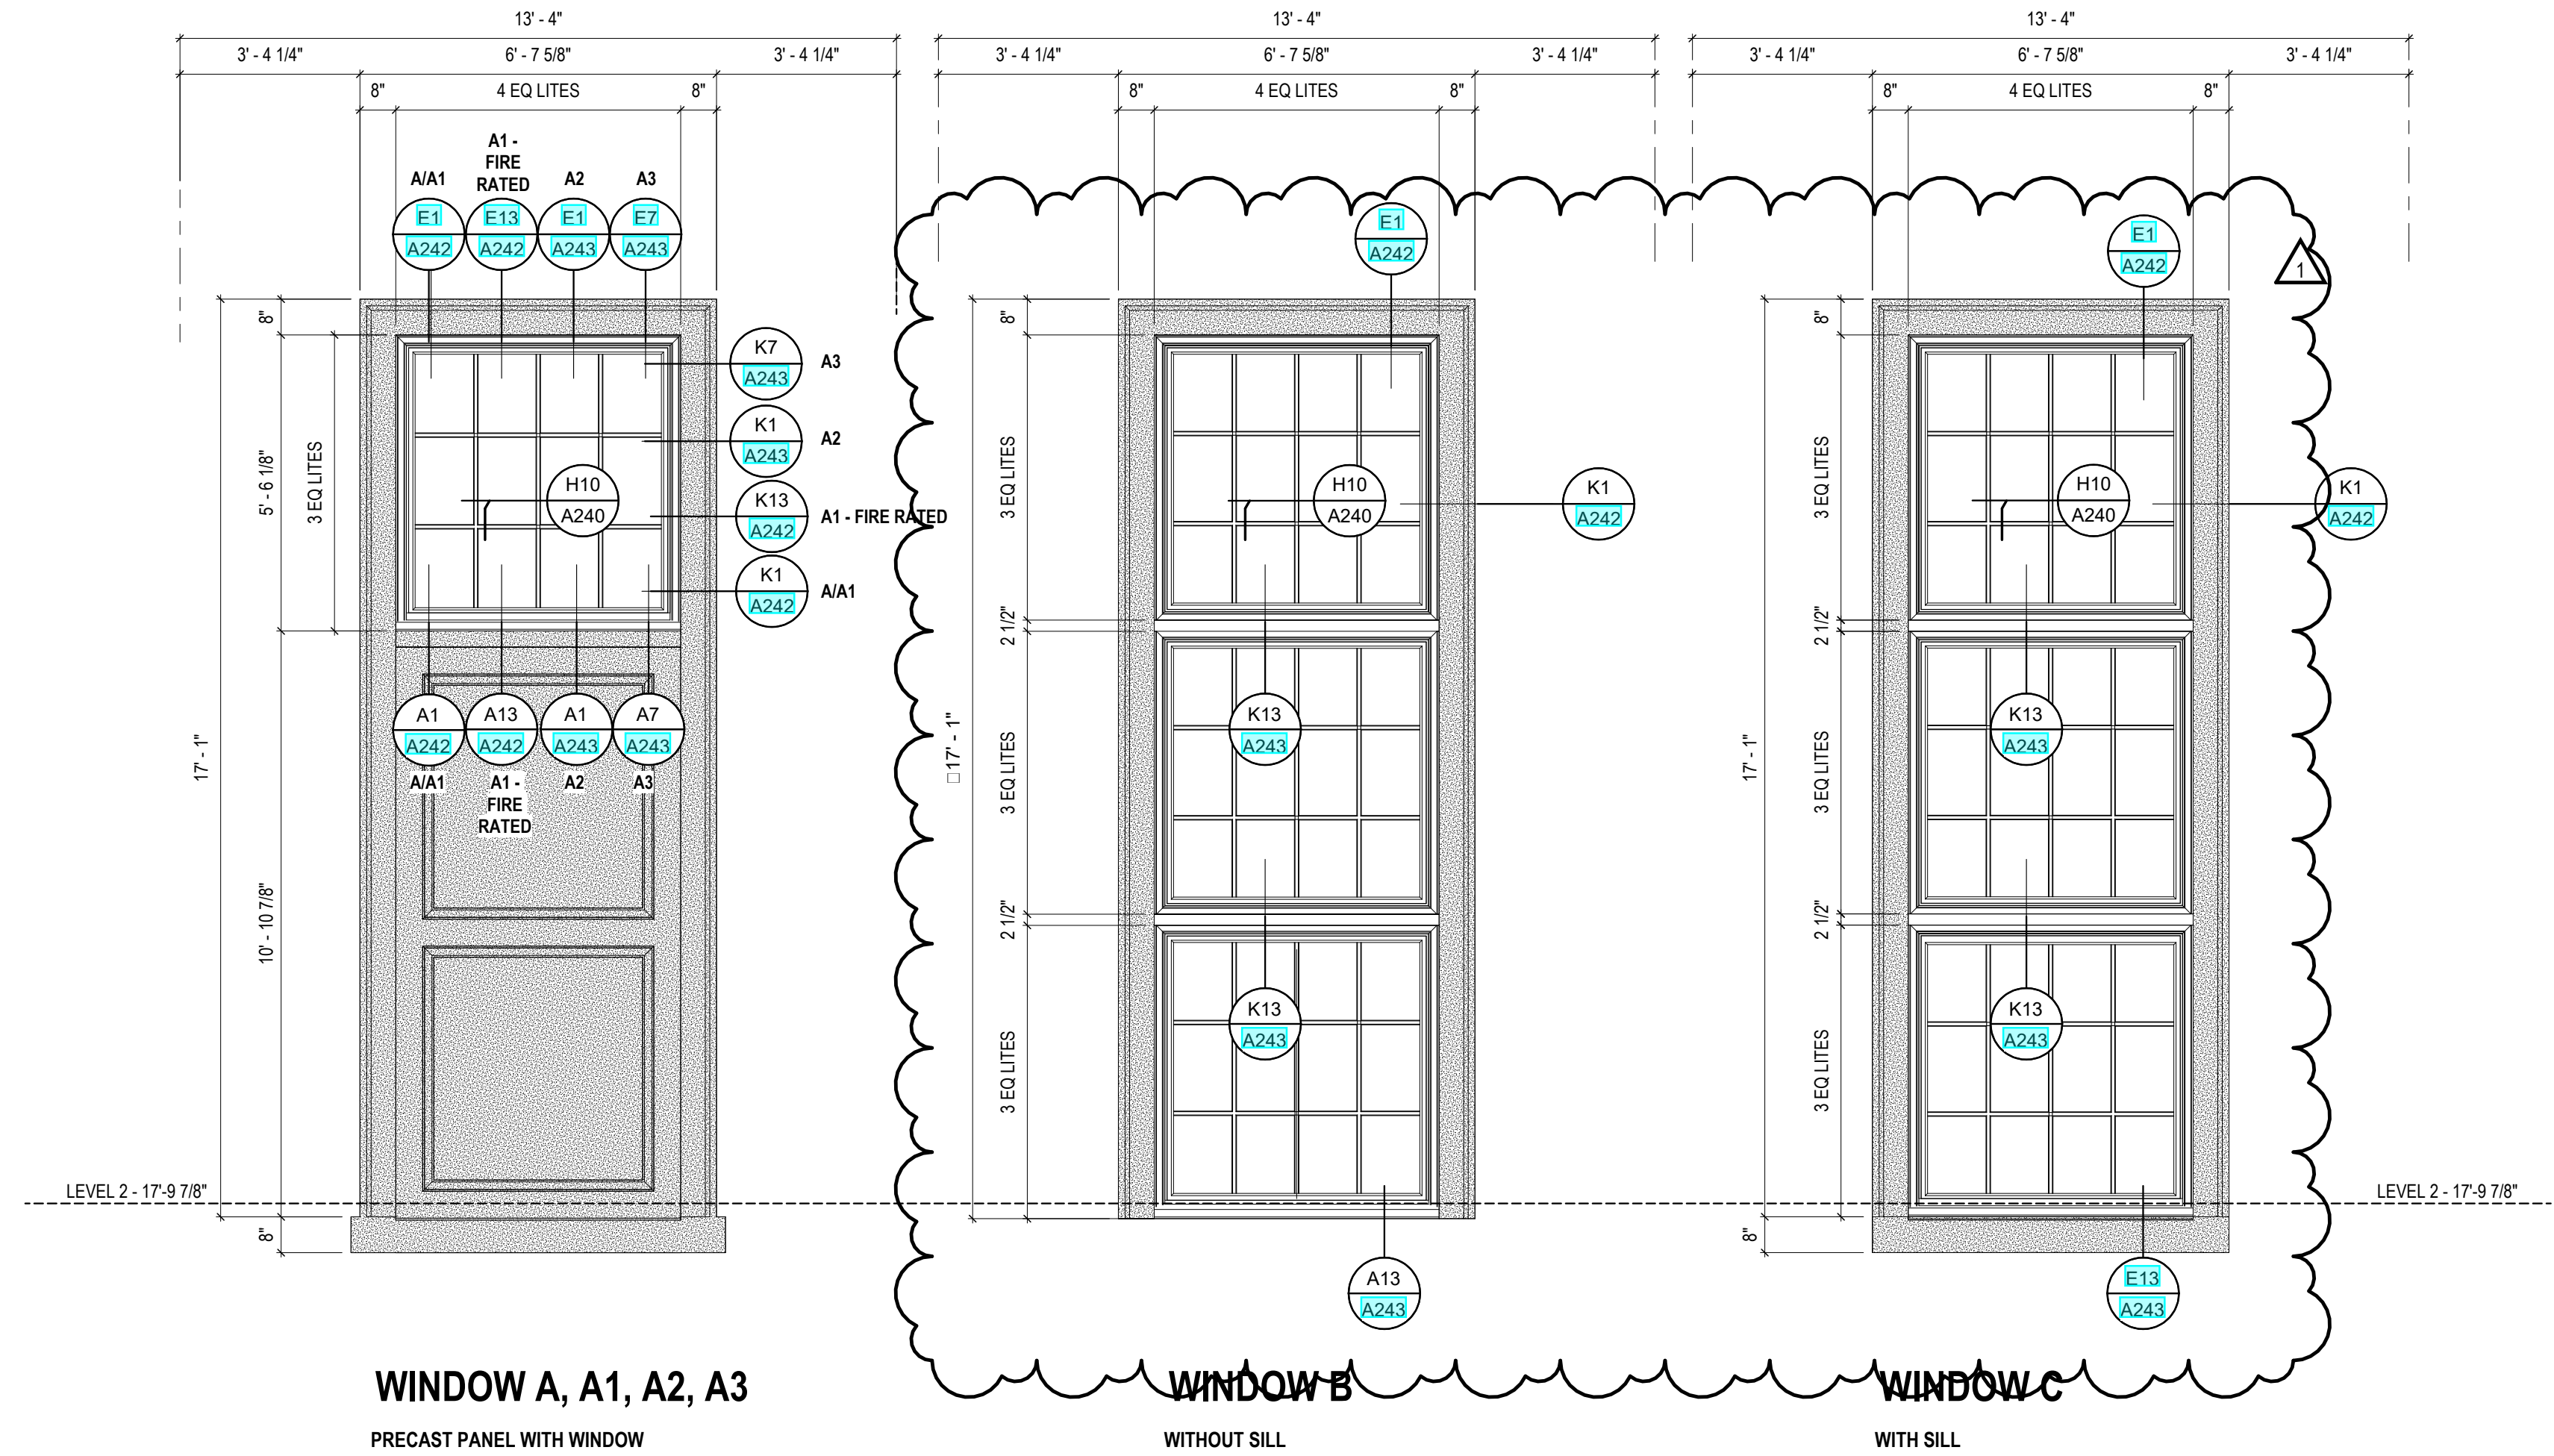 13' - 4"
13' - 4"
13' - 4"
3' - 4 1/4"
6' - 7 5/8"
3' - 4 1/4"
3' - 4 1/4"
6' - 7 5/8"
3' - 4 1/4"
3' - 4 1/4"
6' - 7 5/8"
3' - 4 1/4"
8"
4 EQ LITES
8"
8"
4 EQ LITES
8"
8"
4 EQ LITES
8"
A/A1
A1 -
FIRE
RATED
A2
A3
E1
A242
E13
A242
E1
A243
E7
A243
K7
A243
A3
K1
A243
A2
K13
A242
A1 - FIRE RATED
K1
A242
A/A1
H10
A240
8"
5' - 6 1/8"
3 EQ LITES
17' - 1"
10' - 10 7/8"
8"
A1
A242
A13
A242
A1
A243
A7
A243
A/A1
A1 -
FIRE
RATED
A2
A3
LEVEL 2 - 17'-9 7/8"
E1
A242
8"
3 EQ LITES
2 1/2"
3 EQ LITES
2 1/2"
3 EQ LITES
□17' - 1"
H10
A240
K1
A242
K13
A243
K13
A243
A13
A243
E1
A242
1
8"
3 EQ LITES
2 1/2"
3 EQ LITES
2 1/2"
3 EQ LITES
17' - 1"
8"
H10
A240
K1
A242
K13
A243
K13
A243
E13
A243
LEVEL 2 - 17'-9 7/8"
WINDOW A, A1, A2, A3
PRECAST PANEL WITH WINDOW
WINDOW B
WITHOUT SILL
WINDOW C
WITH SILL